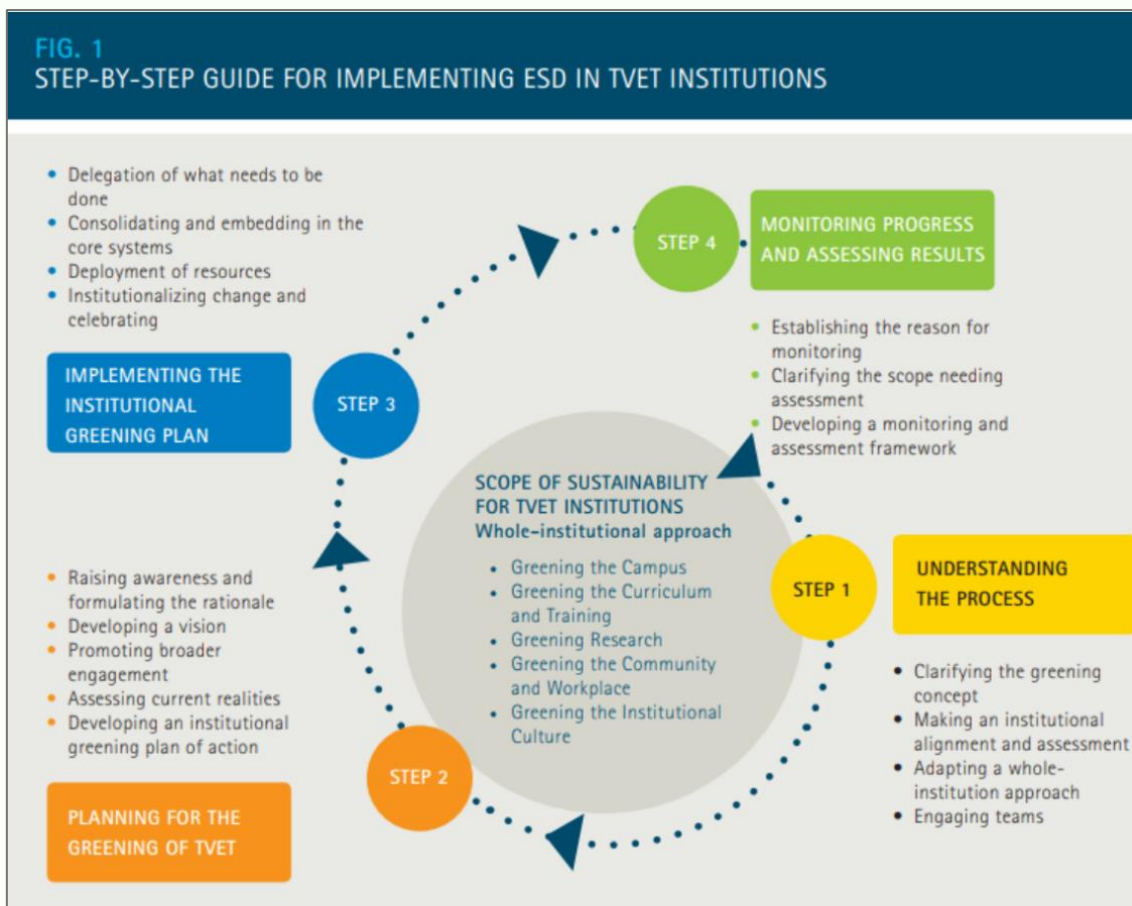 FIG. 1
STEP-BY-STEP GUIDE FOR IMPLEMENTING ESD IN TVET INSTITUTIONS
• Delegation of what needs to be
done
• Consolidating and embedding in the
core systems
• Deployment of resources
• Institutionalizing change and
celebrating
IMPLEMENTING THE
INSTITUTIONAL
GREENING PLAN
STEP 3
STEP 4
MONITORING PROGRESS
AND ASSESSING RESULTS
• Establishing the reason for
monitoring
• Clarifying the scope needing
assessment
• Developing a monitoring and
assessment framework
SCOPE OF SUSTAINABILITY
FOR TVET INSTITUTIONS
Whole-institutional approach
• Greening the Campus
• Greening the Curriculum
and Training
• Greening Research
• Greening the Community
and Workplace
• Greening the Institutional
Culture
STEP 1
UNDERSTANDING
THE PROCESS
• Clarifying the greening
concept
• Making an institutional
alignment and assessment
• Adapting a whole-
institution approach
• Engaging teams
• Raising awareness and
formulating the rationale
• Developing a vision
• Promoting broader
engagement
• Assessing current realities
• Developing an institutional
greening plan of action
STEP 2
PLANNING FOR THE
GREENING OF TVET